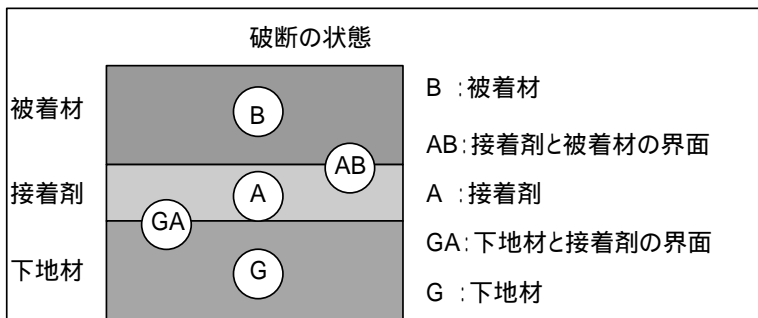 破断の状態
被着材
B
接着剤
AB
A
GA
下地材
G
B :被着材
AB:接着剤と被着材の界面
A :接着剤
GA:下地材と接着剤の界面
G :下地材